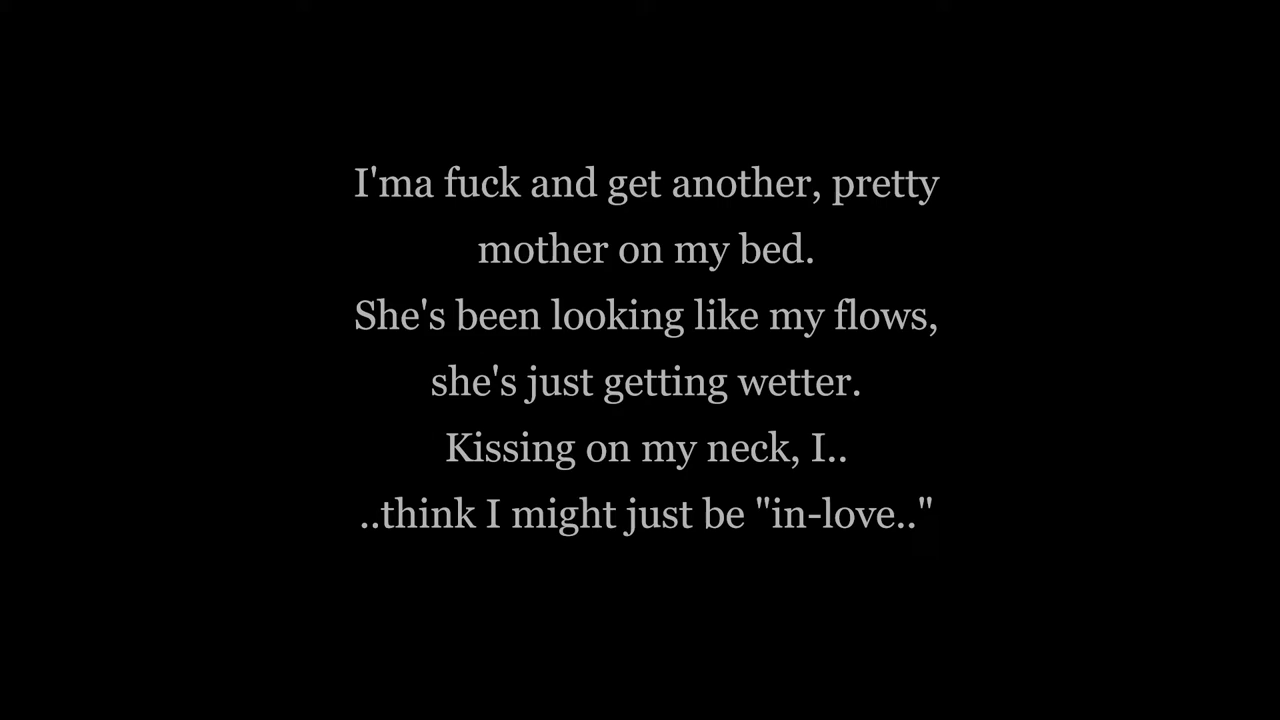 I'ma fuck and get another, pretty
mother on my bed.
She's been looking like my flows,
she's just getting wetter.
Kissing on my neck, I..
..think I might just be "in-love.."